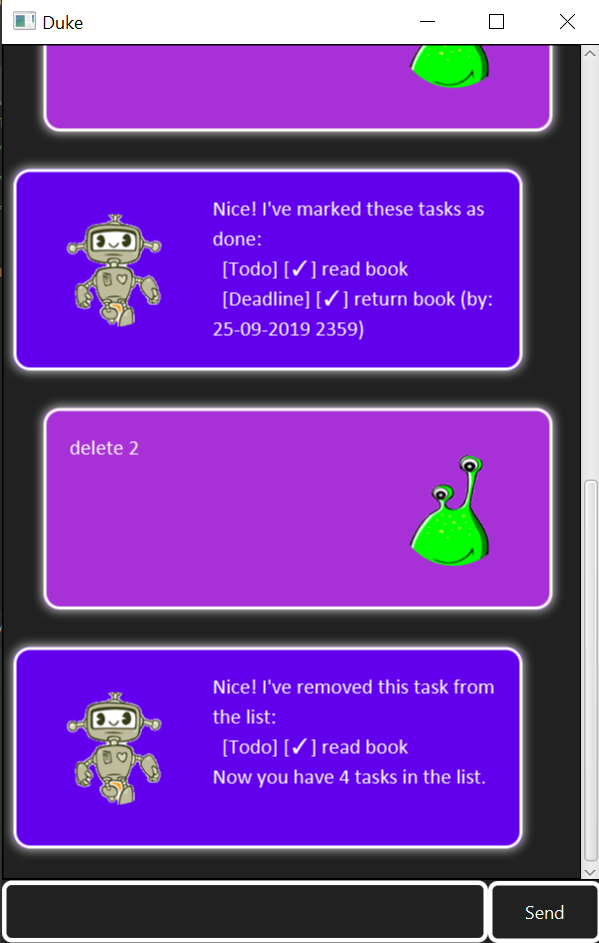 Duke
Nice! I've marked these tasks as
done:
[Todo] [✓] read book
[Deadline] [✓] return book (by:
25-09-2019 2359)
delete 2
Nice! I've removed this task from
the list:
[Todo] [✓] read book
Now you have 4 tasks in the list.
Send